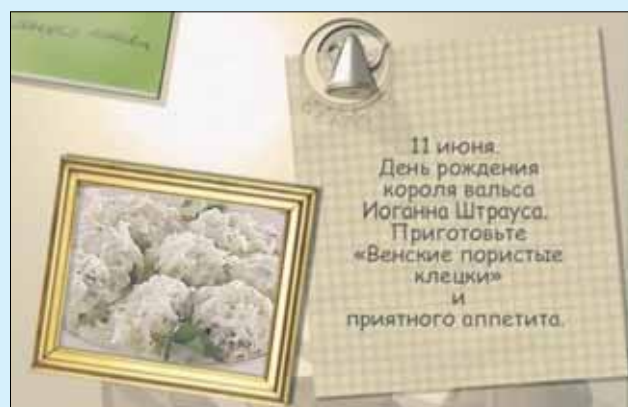 11 июня.
День рождения
короля вальса
Иоганна Штрауса.
Приготовьте
«Венские пористые
клецки»
и
приятного аппетита.